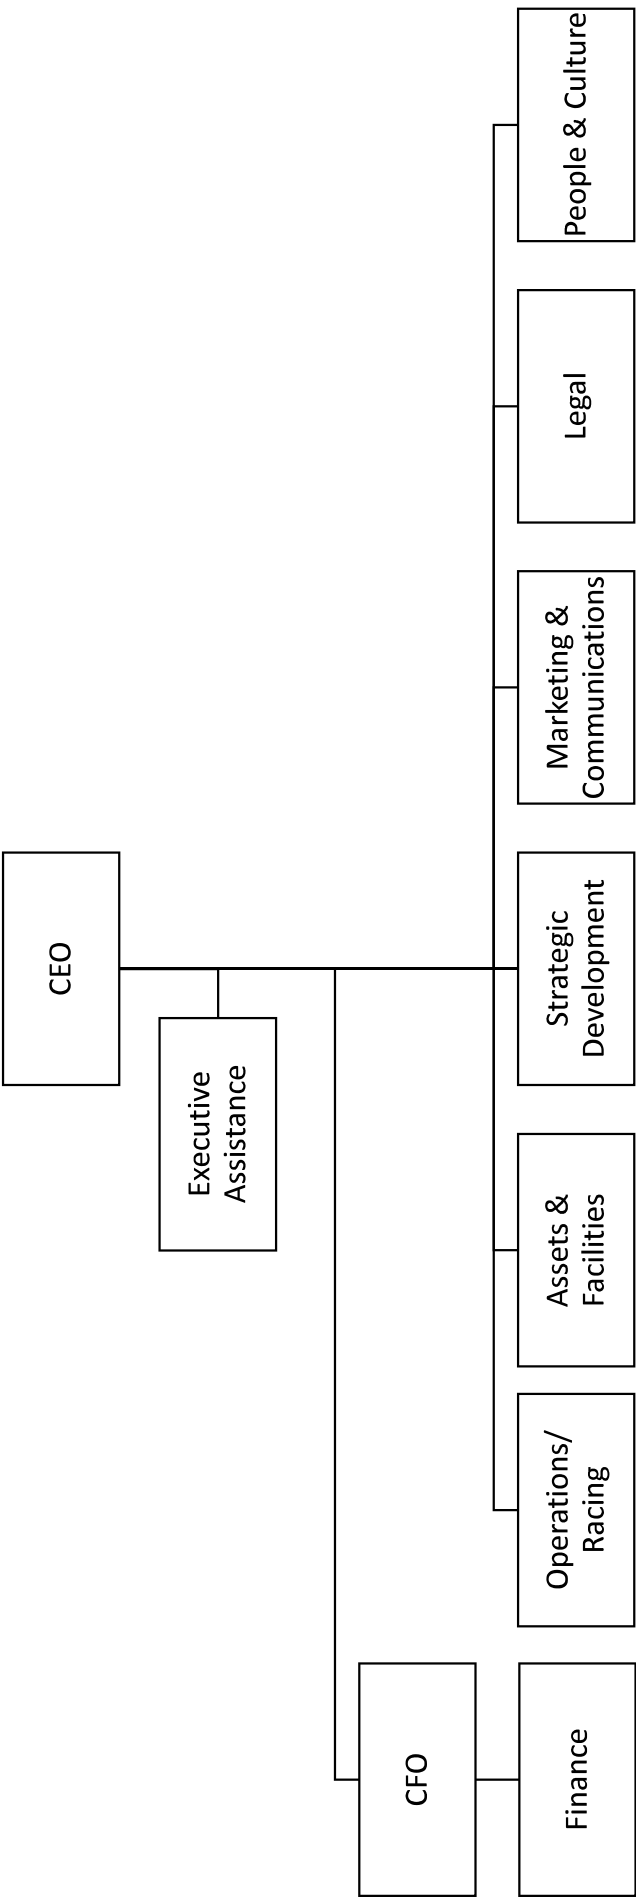 CEO
Executive
Assistance
CFO
Finance
Operations/
Racing
Assets &
Facilities
Strategic
Development
Marketing &
Communications
Legal
People & Culture